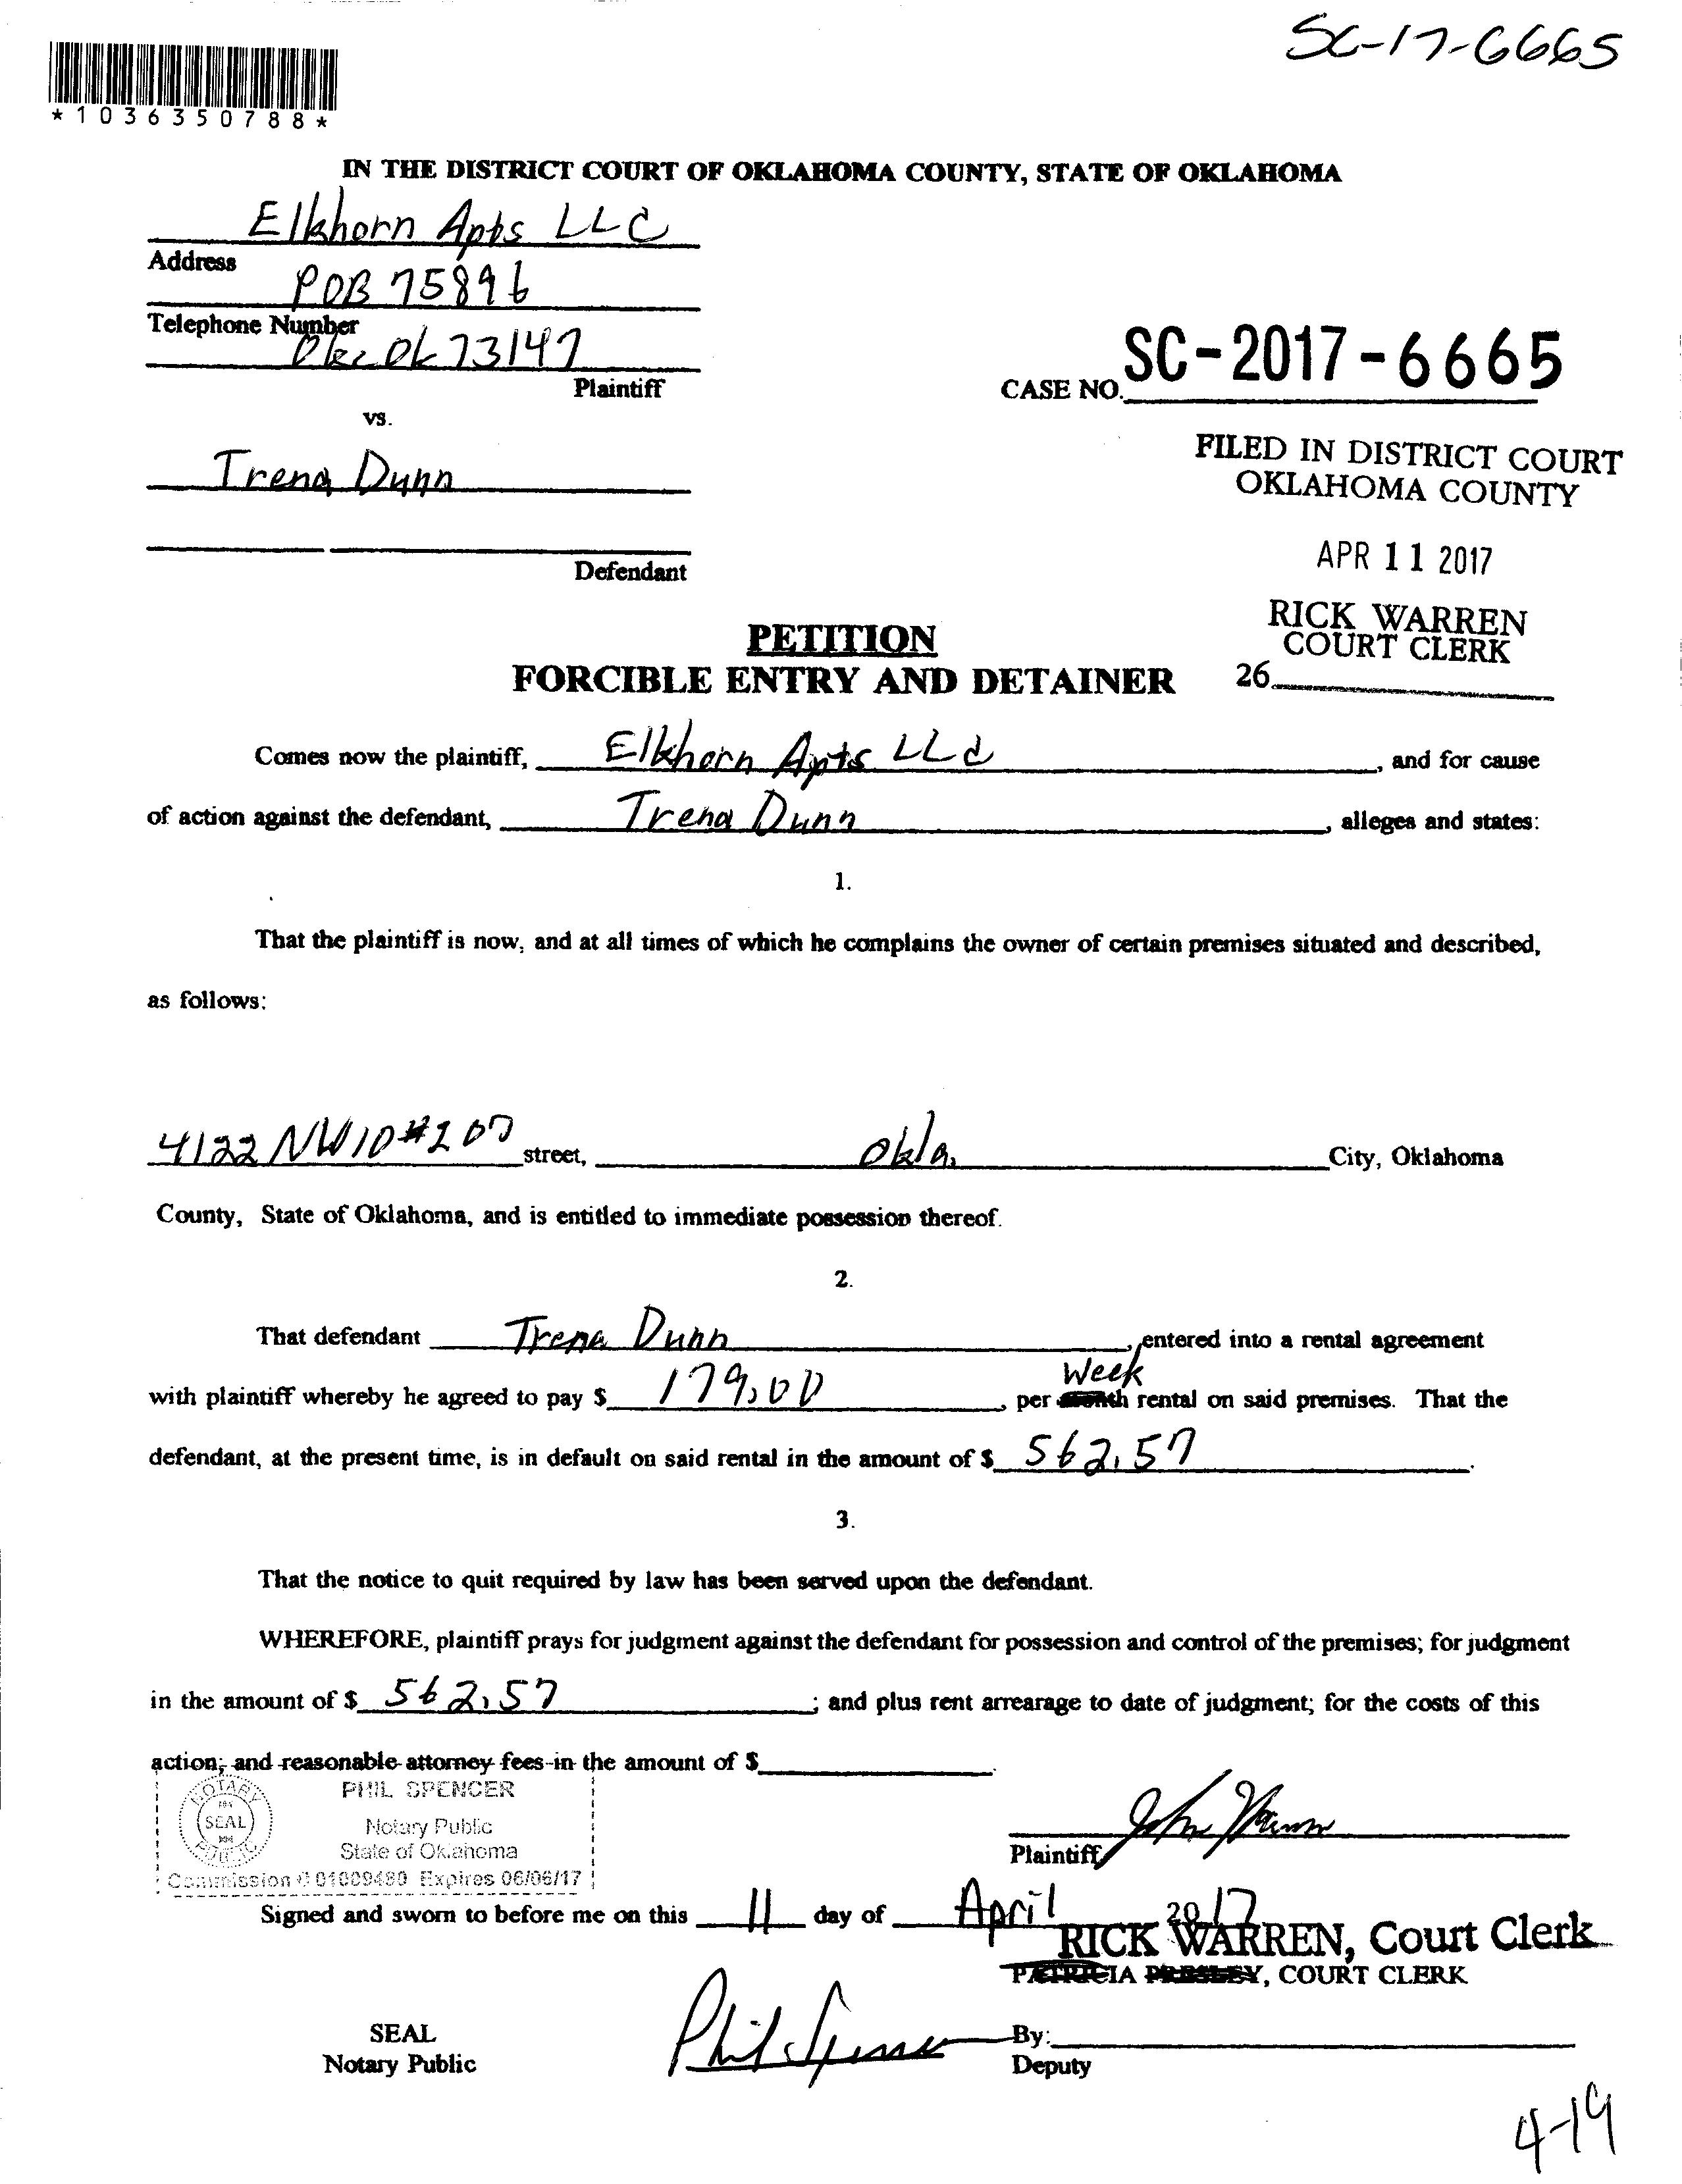 SC-17-6665
*1036350788*
IN THE DISTRICT COURT OF OKLAHOMA COUNTY, STATE OF OKLAHOMA
Elkhorn Apts LLC
Address
POB 75896
Telephone Number
Okc Ok 73147
Plaintiff
CASE NO. SC-2017-6665
vs.
FILED IN DISTRICT COURT
OKLAHOMA COUNTY
Trena Dunn
APR 11 2017
Defendant
RICK WARREN
COURT CLERK
26
PETITION
FORCIBLE ENTRY AND DETAINER
Comes now the plaintiff, Elkhorn Apts LLC, and for cause
of action against the defendant, Trena Dunn, alleges and states:
1.
That the plaintiff is now, and at all times of which he complains the owner of certain premises situated and described,
as follows:
4122 NW 10 #207 street, Okla. City, Oklahoma
County, State of Oklahoma, and is entitled to immediate possession thereof.
2.
That defendant Trena Dunn, entered into a rental agreement
Week
with plaintiff whereby he agreed to pay $ 179.00, per month rental on said premises. That the
defendant, at the present time, is in default on said rental in the amount of $ 562.57.
3.
That the notice to quit required by law has been served upon the defendant.
WHEREFORE, plaintiff prays for judgment against the defendant for possession and control of the premises; for judgment
in the amount of $ 562.57; and plus rent arrearage to date of judgment; for the costs of this
action; and reasonable attorney fees in the amount of $
NOTARY
SEAL
PUBLIC
PHIL SPENCER
Notary Public
State of Oklahoma
Commission # 01009480 Expires 06/06/17
Plaintiff
Signed and sworn to before me on this 11 day of April 2017
RICK WARREN, Court Clerk
PATRICIA PRESLEY, COURT CLERK
Phil Spencer
SEAL
Notary Public
By:
Deputy
4-19